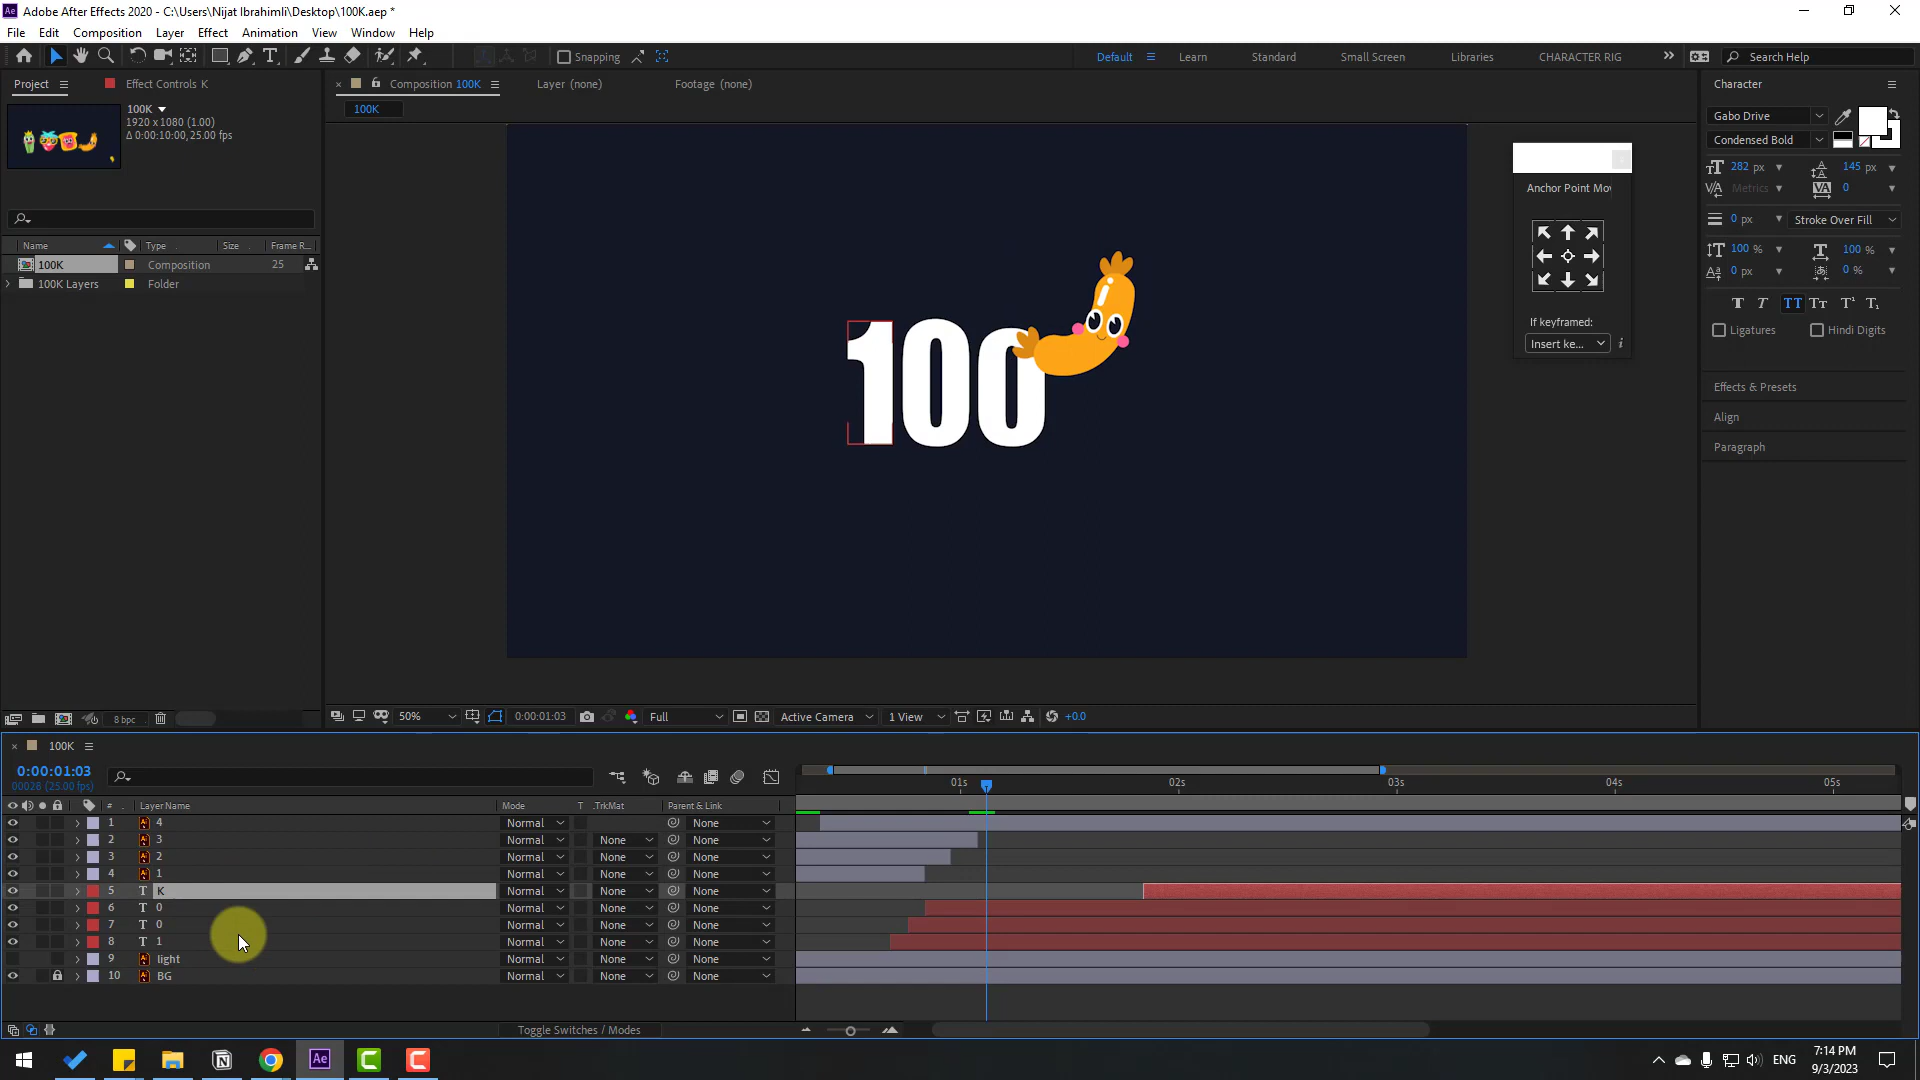 Adobe After Effects 2020 - C:\Users\Nijat Ibrahimli\Desktop\100K.aep *
File Edit Composition Layer Effect Animation View Window Help
Snapping
Default Learn Standard Small Screen Libraries CHARACTER RIG Search Help
Project Effect Controls K
Composition 100K Layer (none) Footage (none)
Character
100K
1920 x 1080 (1.00)
Δ 0:00:10:00, 25.00 fps
100K
Gabo Drive
Condensed Bold
282 px 145 px
Metrics 0
0 px Stroke Over Fill
100 % 100 %
0 px 0 %
Ligatures Hindi Digits
Effects & Presets
Align
Paragraph
Anchor Point Mov
If keyframed:
Insert ke...
Name Type Size Frame R...
100K Composition 25
100K Layers Folder
100
8 bpc
50% 0:00:01:03 Full Active Camera 1 View +0.0
100K
0:00:01:03
00028 (25.00 fps)
01s 02s 03s 04s 05s
# Layer Name Mode T .TrkMat Parent & Link
1 4 Normal None
2 3 Normal None None
3 2 Normal None None
4 1 Normal None None
5 K Normal None None
6 0 Normal None None
7 0 Normal None None
8 1 Normal None None
9 light Normal None None
10 BG Normal None None
Toggle Switches / Modes
ENG
7:14 PM
9/3/2023